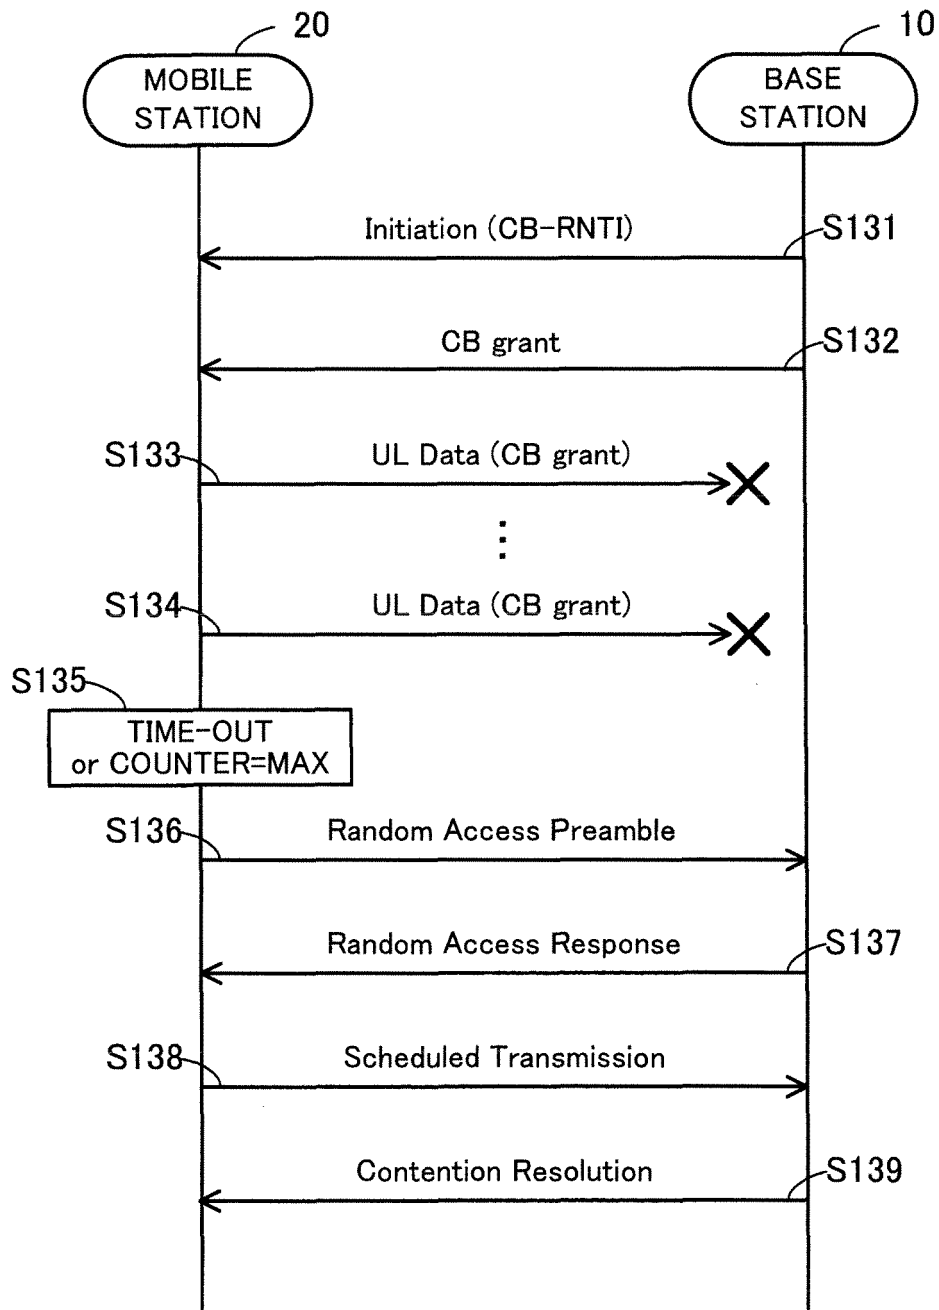 20
10
MOBILE
STATION
BASE
STATION
Initiation (CB-RNTI)
S131
CB grant
S132
S133
UL Data (CB grant)
S134
UL Data (CB grant)
S135
TIME-OUT
or COUNTER=MAX
S136
Random Access Preamble
Random Access Response
S137
S138
Scheduled Transmission
Contention Resolution
S139